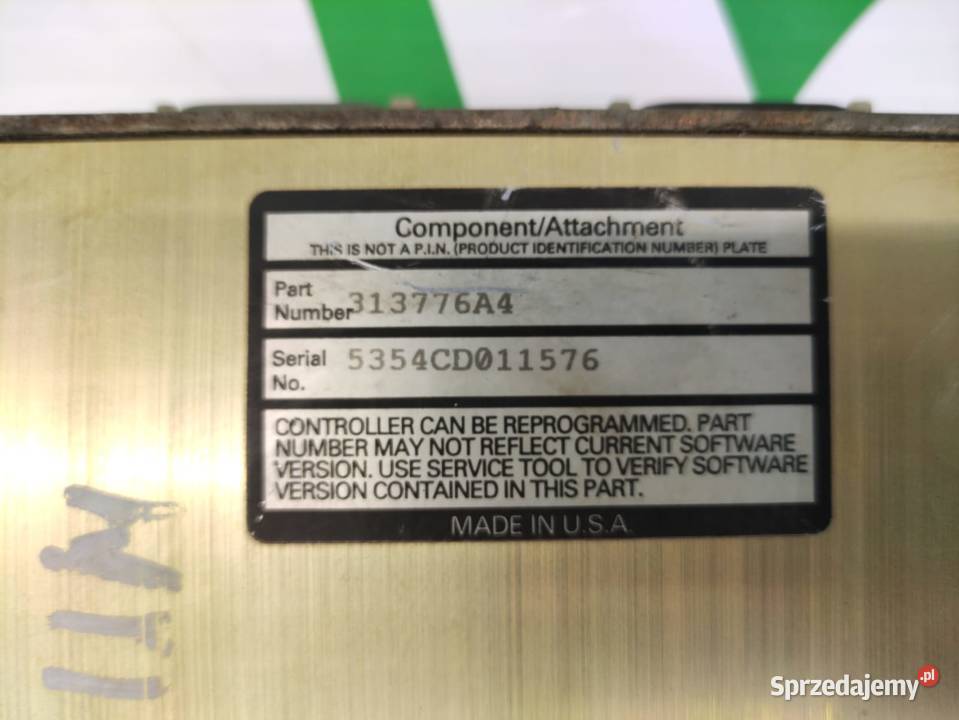 Component/Attachment
THIS IS NOT A P.I.N. (PRODUCT IDENTIFICATION NUMBER) PLATE
Part
Number 313776A4
Serial
No. 5354CD011576
CONTROLLER CAN BE REPROGRAMMED. PART
NUMBER MAY NOT REFLECT CURRENT SOFTWARE
VERSION. USE SERVICE TOOL TO VERIFY SOFTWARE
VERSION CONTAINED IN THIS PART.
MADE IN U.S.A.
Sprzedajemy.pl